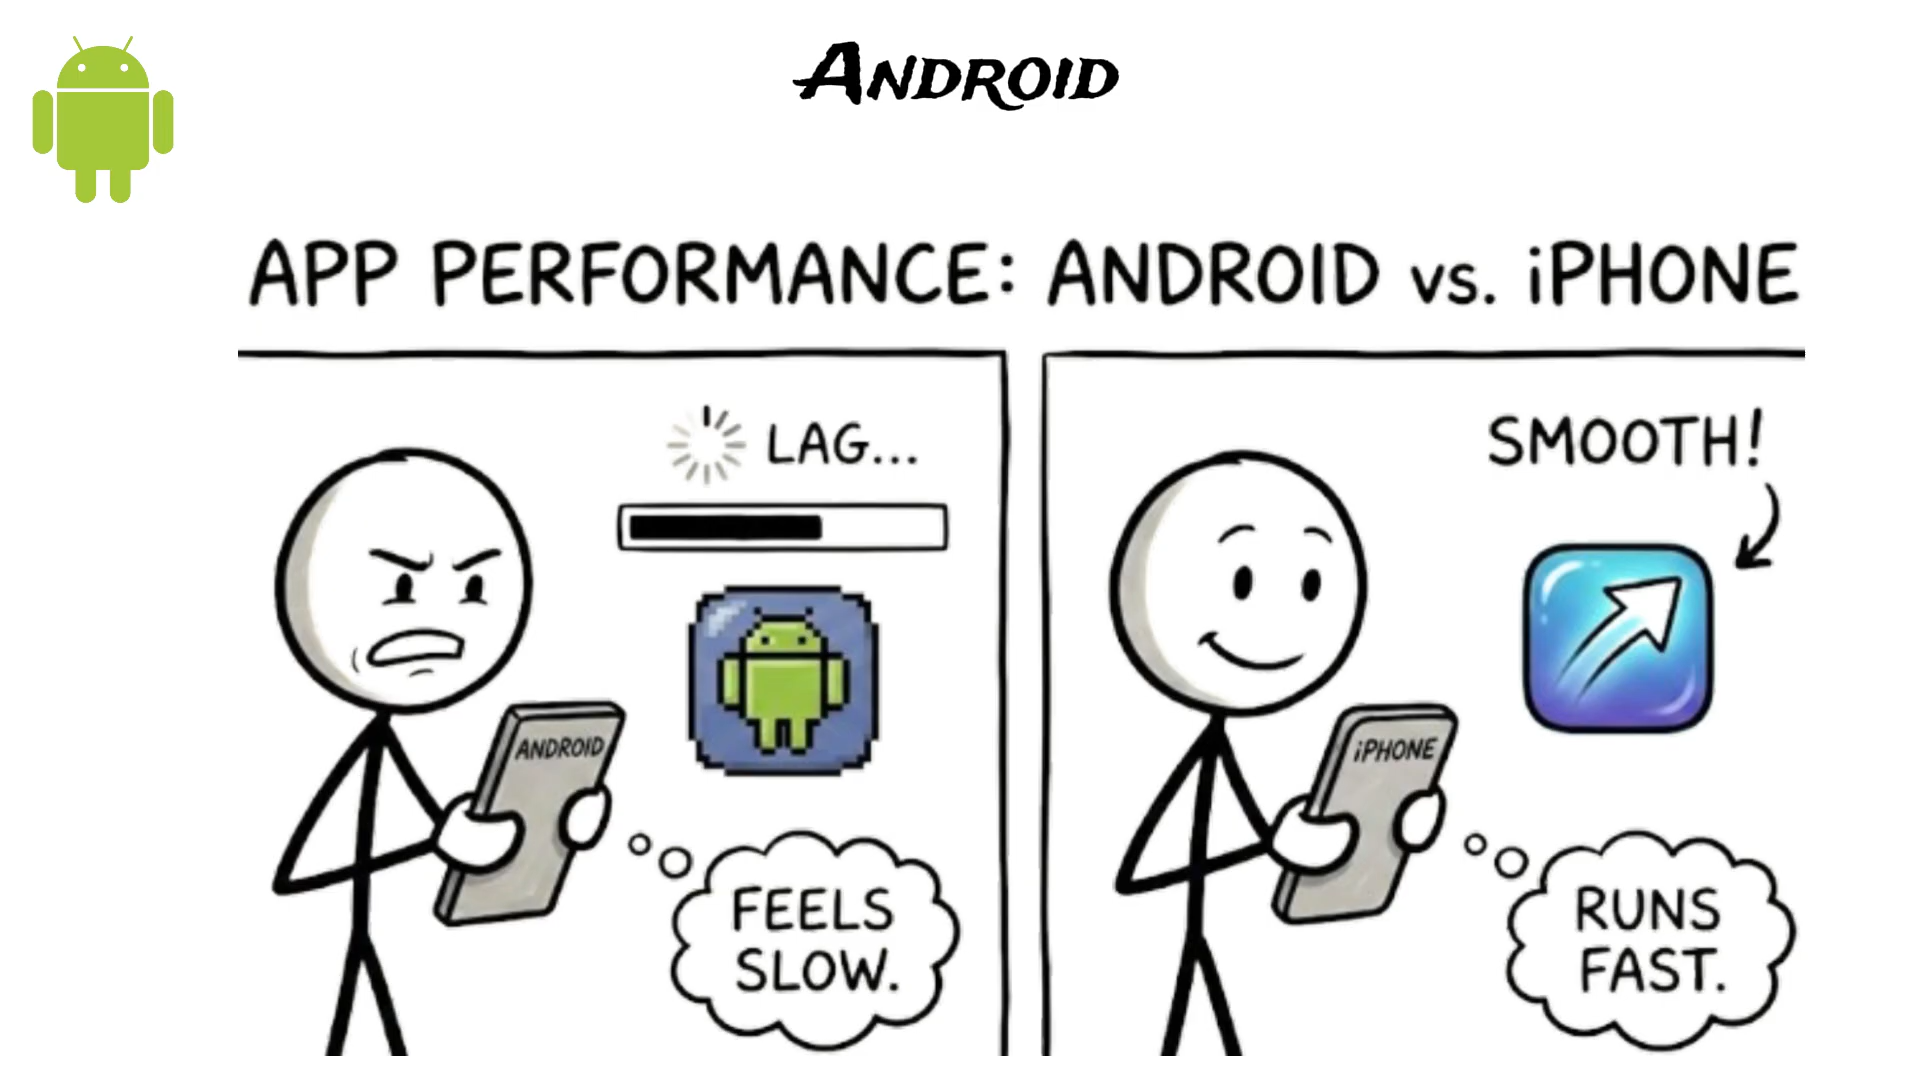 ANDROID
APP PERFORMANCE: ANDROID vs. iPHONE
LAG...
ANDROID
FEELS
SLOW.
SMOOTH!
iPHONE
RUNS
FAST.